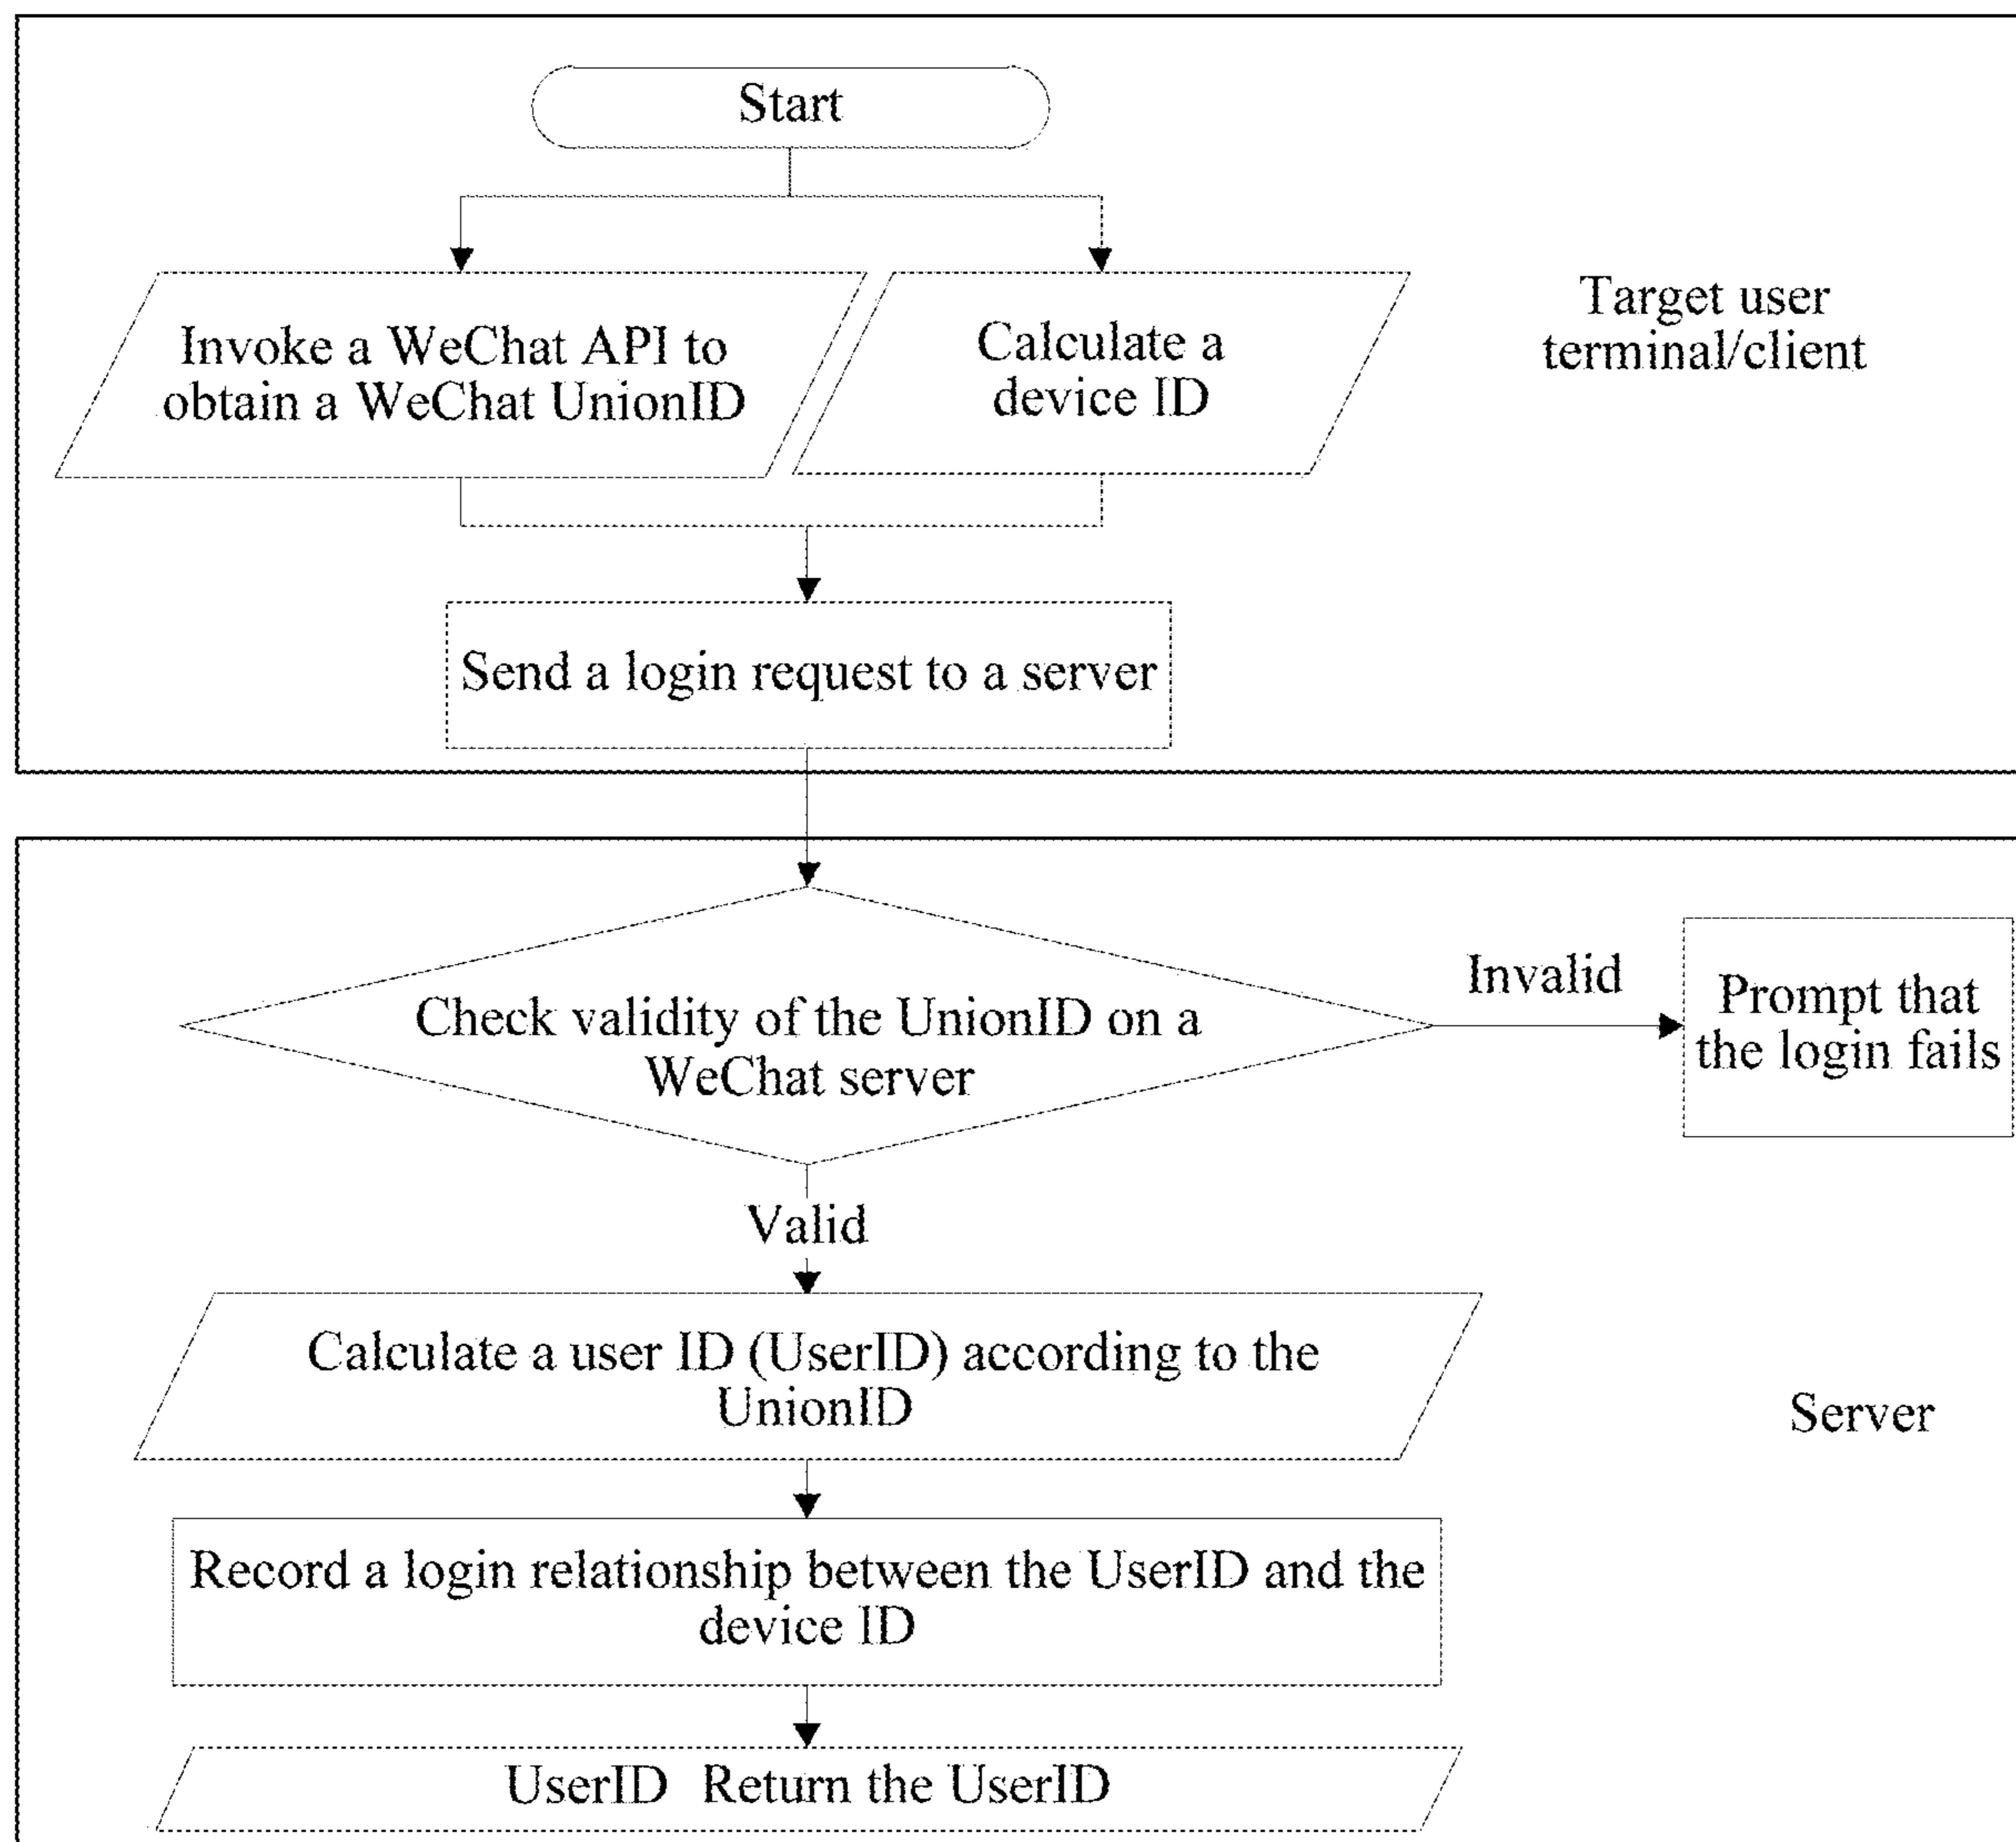 Start
Invoke a WeChat API to
obtain a WeChat UnionID
Calculate a
device ID
Target user
terminal/client
Send a login request to a server
Check validity of the UnionID on a
WeChat server
Invalid
Prompt that
the login fails
Valid
Calculate a user ID (UserID) according to the
UnionID
Server
Record a login relationship between the UserID and the
device ID
UserID Return the UserID